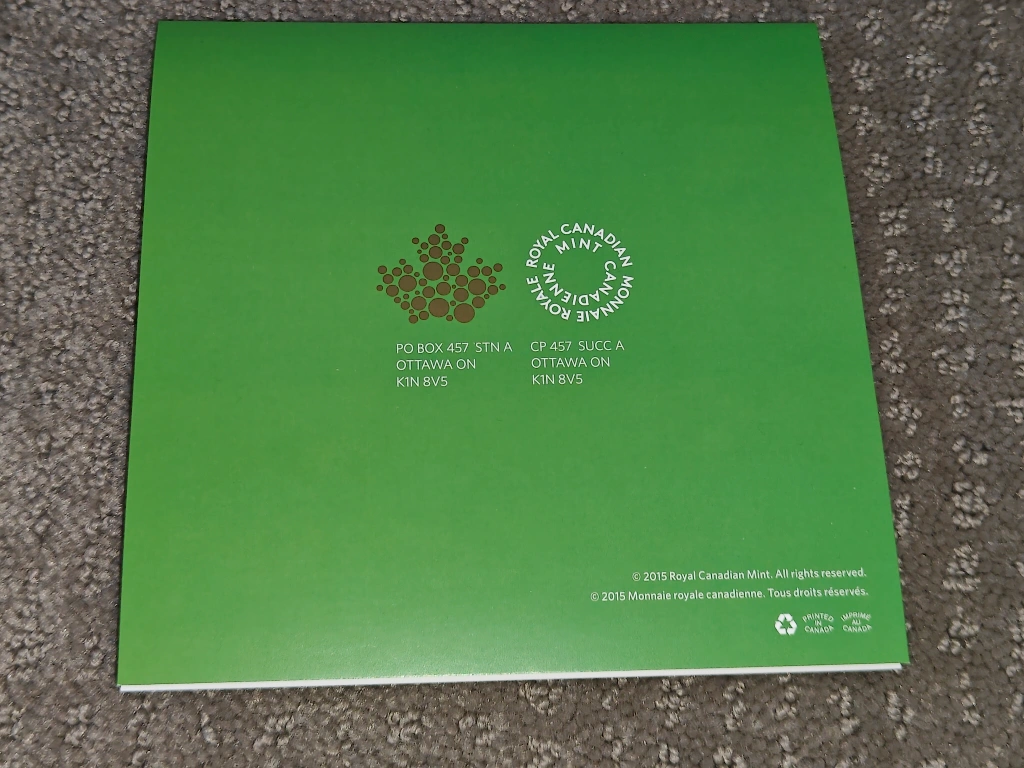 ROYAL CANADIAN MINT
MONNAIE ROYALE CANADIENNE
PO BOX 457 STN A
OTTAWA ON
K1N 8V5
CP 457 SUCC A
OTTAWA ON
K1N 8V5
© 2015 Royal Canadian Mint. All rights reserved.
© 2015 Monnaie royale canadienne. Tous droits réservés.
PRINTED
IN
CANADA
IMPRIMÉ
AU
CANADA